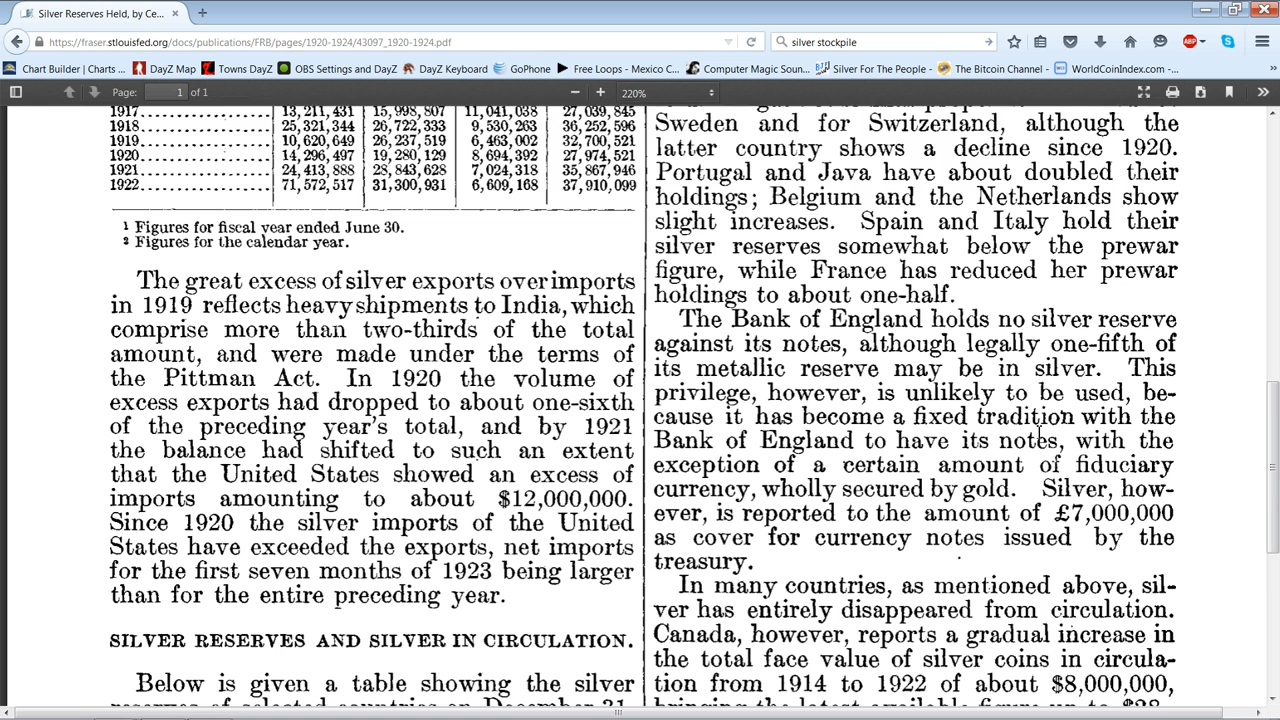 Silver Reserves Held, by Ce...
https://fraser.stlouisfed.org/docs/publications/FRB/pages/1920-1924/43097_1920-1924.pdf
silver stockpile
ABP
Chart Builder | Charts ...
DayZ Map
Towns DayZ
OBS Settings and DayZ
DayZ Keyboard
GoPhone
Free Loops - Mexico C...
Computer Magic Soun...
Silver For The People - ...
The Bitcoin Channel - ...
WorldCoinIndex.com - ...
Page: 1 of 1
220%
1917 13,211,431 15,998,807 11,041,038 27,039,845
1918 25,321,344 26,722,333 9,530,263 36,252,596
1919 10,620,649 26,237,519 6,463,002 32,700,521
1920 14,296,497 19,280,129 8,694,392 27,974,521
1921 24,413,888 28,843,628 7,024,318 35,867,946
1922 71,572,517 31,300,931 6,609,168 37,910,099
1 Figures for fiscal year ended June 30.
2 Figures for the calendar year.
The great excess of silver exports over imports
in 1919 reflects heavy shipments to India, which
comprise more than two-thirds of the total
amount, and were made under the terms of
the Pittman Act. In 1920 the volume of
excess exports had dropped to about one-sixth
of the preceding year's total, and by 1921
the balance had shifted to such an extent
that the United States showed an excess of
imports amounting to about $12,000,000.
Since 1920 the silver imports of the United
States have exceeded the exports, net imports
for the first seven months of 1923 being larger
than for the entire preceding year.
SILVER RESERVES AND SILVER IN CIRCULATION.
Below is given a table showing the silver
reserves of selected countries on December 31,
Sweden and for Switzerland, although the
latter country shows a decline since 1920.
Portugal and Java have about doubled their
holdings; Belgium and the Netherlands show
slight increases. Spain and Italy hold their
silver reserves somewhat below the prewar
figure, while France has reduced her prewar
holdings to about one-half.
The Bank of England holds no silver reserve
against its notes, although legally one-fifth of
its metallic reserve may be in silver. This
privilege, however, is unlikely to be used, be-
cause it has become a fixed tradition with the
Bank of England to have its notes, with the
exception of a certain amount of fiduciary
currency, wholly secured by gold. Silver, how-
ever, is reported to the amount of £7,000,000
as cover for currency notes issued by the
treasury.
In many countries, as mentioned above, sil-
ver has entirely disappeared from circulation.
Canada, however, reports a gradual increase in
the total face value of silver coins in circula-
tion from 1914 to 1922 of about $8,000,000,
bringing the latest available figure up to $28,-